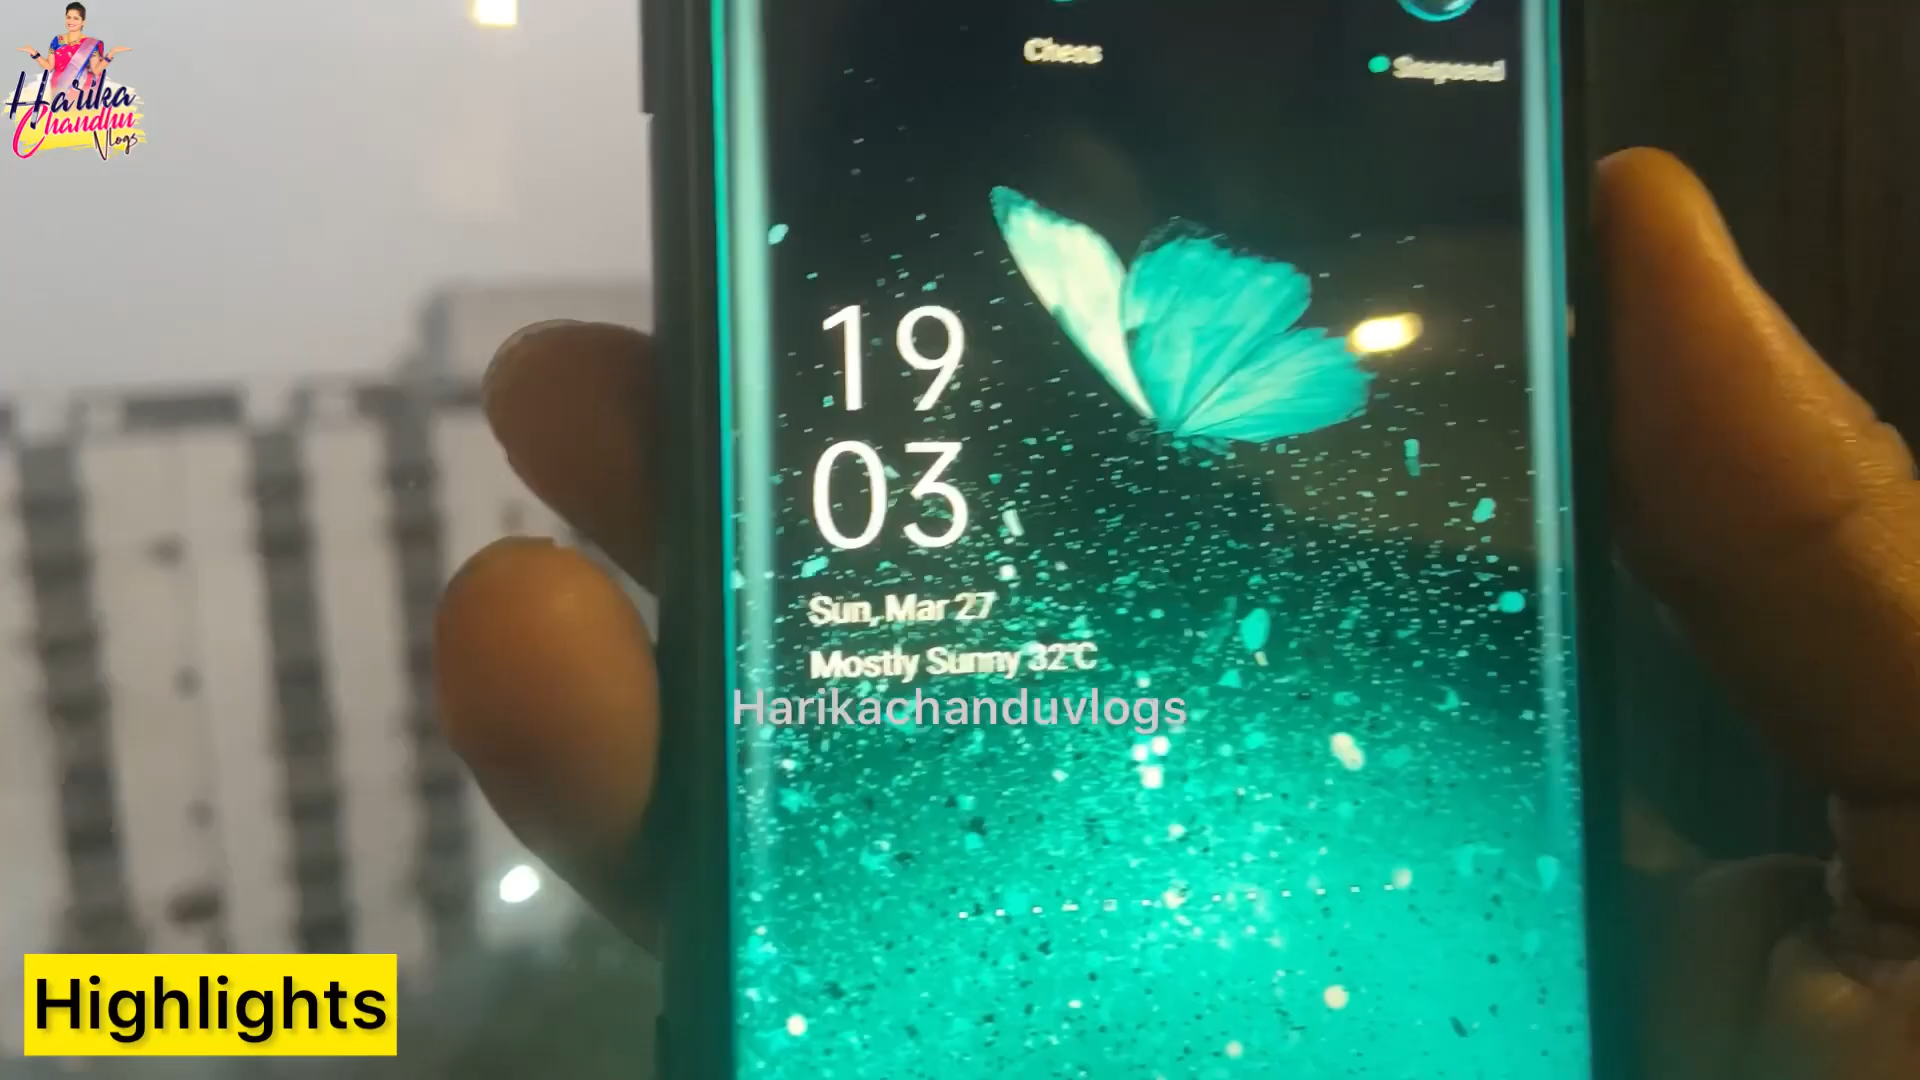 Harika
Chandhu
Vlogs
Chess
Snapseed
19
03
Sun, Mar 27
Mostly Sunny 32°C
Harikachanduvlogs
Highlights